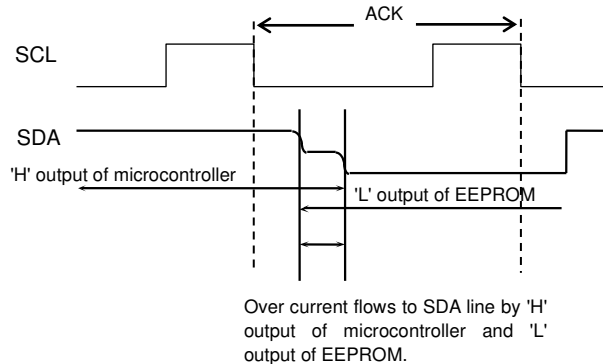 ACK
SCL
SDA
'H' output of microcontroller
'L' output of EEPROM
Over current flows to SDA line by 'H'
output of microcontroller and 'L'
output of EEPROM.